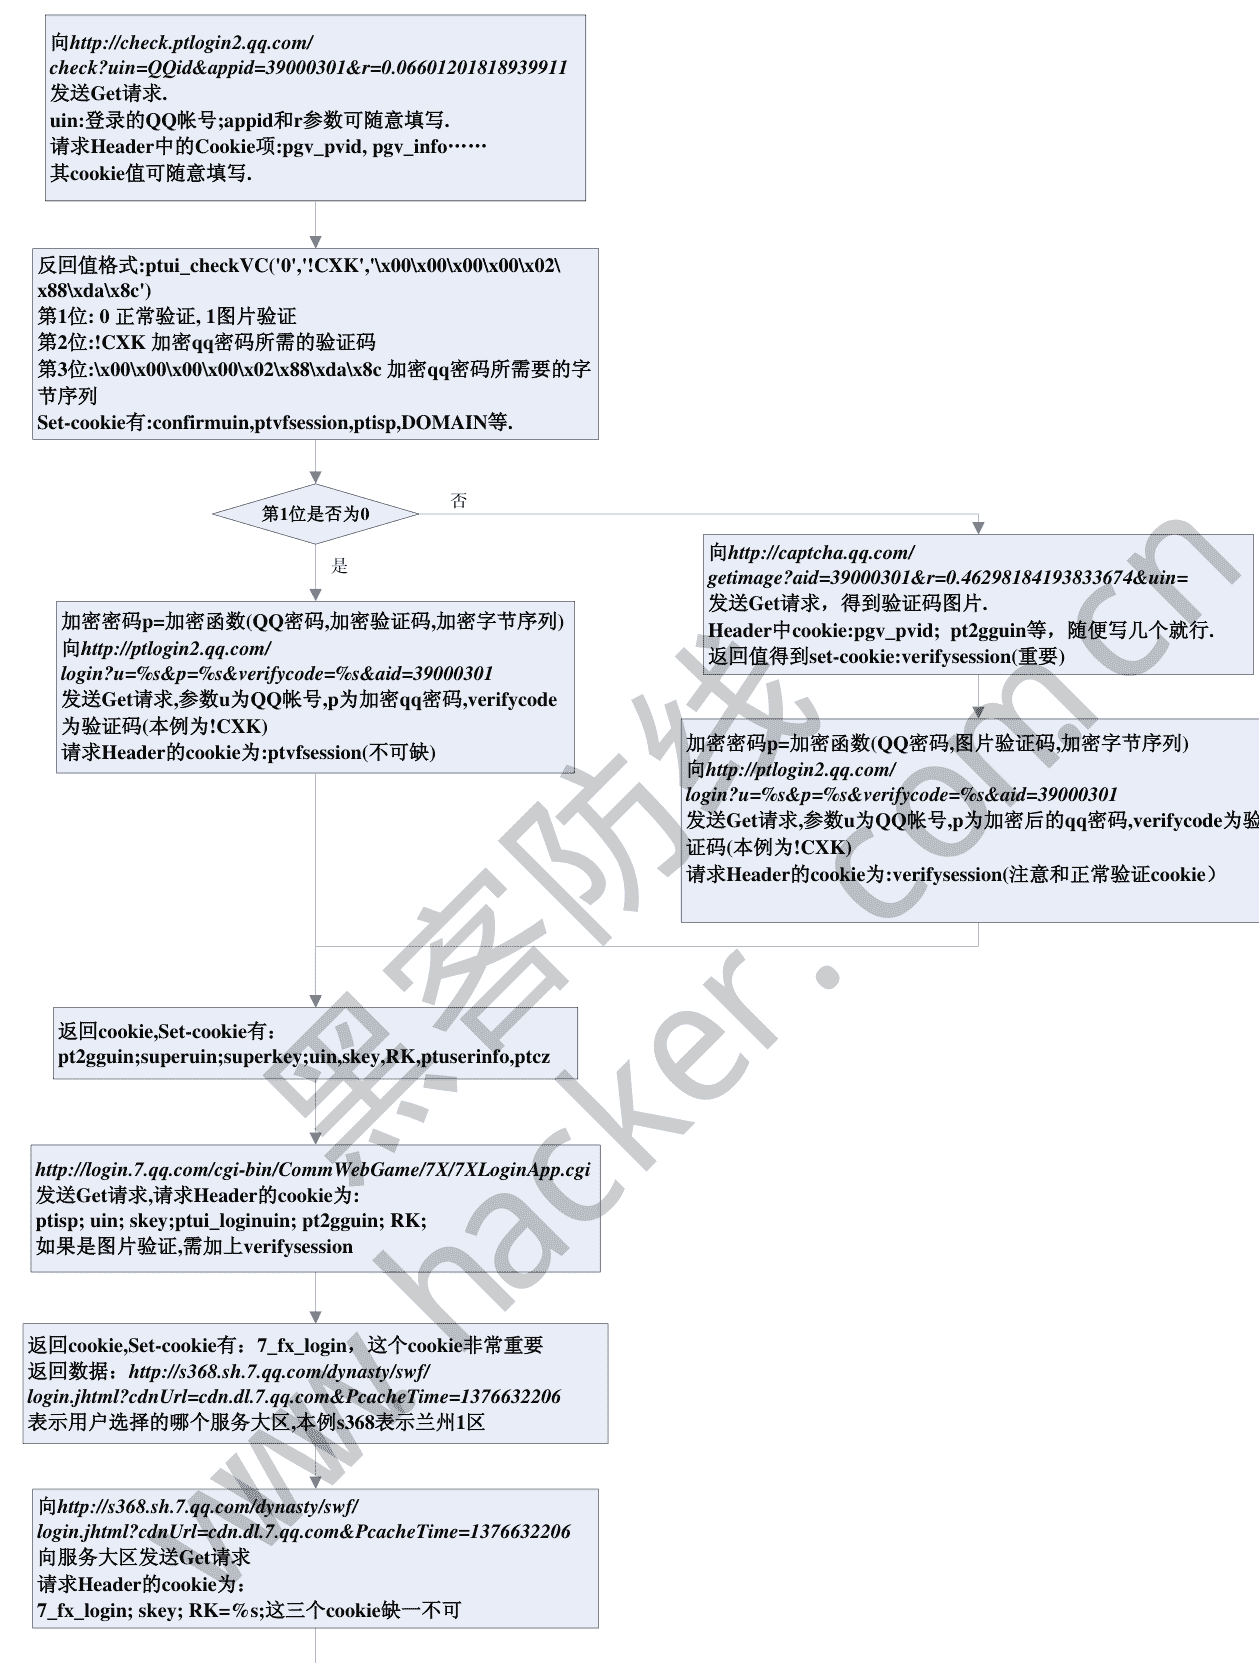 向http://check.ptlogin2.qq.com/
check?uin=QQid&appid=39000301&r=0.06601201818939911
发送Get请求.
uin:登录的QQ帐号;appid和r参数可随意填写.
请求Header中的Cookie项:pgv_pvid, pgv_info……
其cookie值可随意填写.
反回值格式:ptui_checkVC('0','!CXK','\x00\x00\x00\x00\x02\
x88\xda\x8c')
第1位: 0 正常验证, 1图片验证
第2位:!CXK 加密qq密码所需的验证码
第3位:\x00\x00\x00\x00\x02\x88\xda\x8c 加密qq密码所需要的字
节序列
Set-cookie有:confirmuin,ptvfsession,ptisp,DOMAIN等.
第1位是否为0
否
是
向http://captcha.qq.com/
getimage?aid=39000301&r=0.46298184193833674&uin=
发送Get请求，得到验证码图片.
Header中cookie:pgv_pvid; pt2gguin等，随便写几个就行.
返回值得到set-cookie:verifysession(重要)
加密密码p=加密函数(QQ密码,加密验证码,加密字节序列)
向http://ptlogin2.qq.com/
login?u=%s&p=%s&verifycode=%s&aid=39000301
发送Get请求,参数u为QQ帐号,p为加密qq密码,verifycode
为验证码(本例为!CXK)
请求Header的cookie为:ptvfsession(不可缺)
加密密码p=加密函数(QQ密码,图片验证码,加密字节序列)
向http://ptlogin2.qq.com/
login?u=%s&p=%s&verifycode=%s&aid=39000301
发送Get请求,参数u为QQ帐号,p为加密后的qq密码,verifycode为验
证码(本例为!CXK)
请求Header的cookie为:verifysession(注意和正常验证cookie）
返回cookie,Set-cookie有：
pt2gguin;superuin;superkey;uin,skey,RK,ptuserinfo,ptcz
http://login.7.qq.com/cgi-bin/CommWebGame/7X/7XLoginApp.cgi
发送Get请求,请求Header的cookie为:
ptisp; uin; skey;ptui_loginuin; pt2gguin; RK;
如果是图片验证,需加上verifysession
返回cookie,Set-cookie有：7_fx_login，这个cookie非常重要
返回数据：http://s368.sh.7.qq.com/dynasty/swf/
login.jhtml?cdnUrl=cdn.dl.7.qq.com&PcacheTime=1376632206
表示用户选择的哪个服务大区,本例s368表示兰州1区
向http://s368.sh.7.qq.com/dynasty/swf/
login.jhtml?cdnUrl=cdn.dl.7.qq.com&PcacheTime=1376632206
向服务大区发送Get请求
请求Header的cookie为：
7_fx_login; skey; RK=%s;这三个cookie缺一不可
黑客防线
www.hacker.com.cn